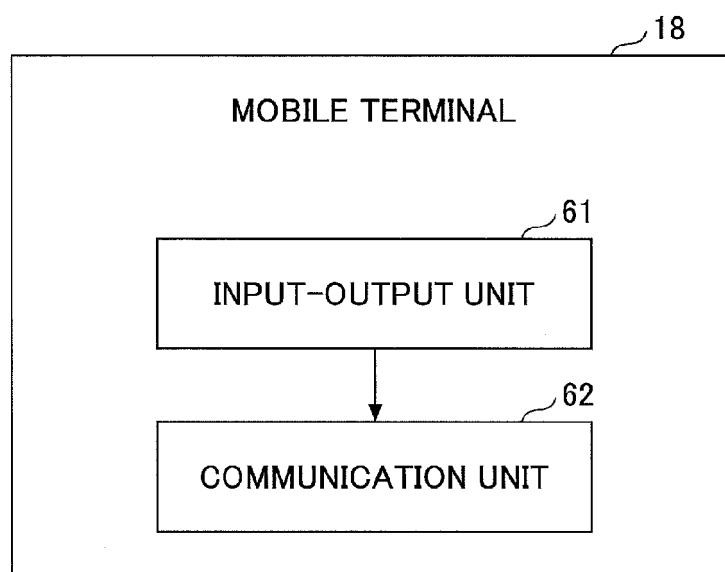 18
MOBILE TERMINAL
61
INPUT-OUTPUT UNIT
62
COMMUNICATION UNIT